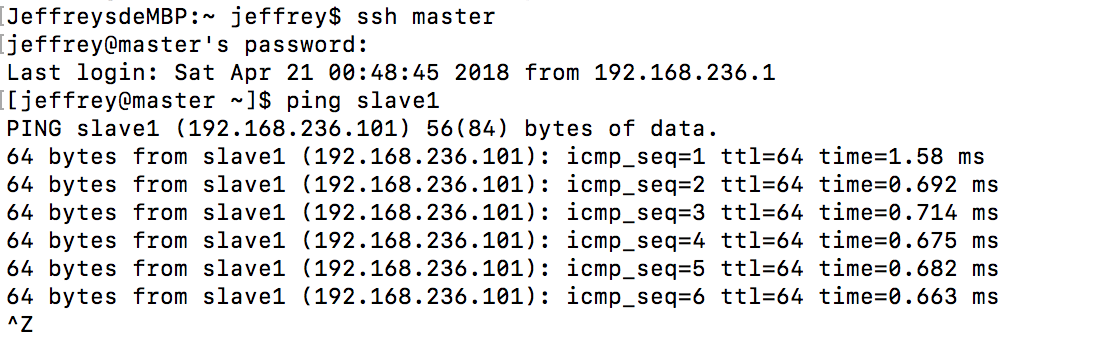 JeffreysdeMBP:~ jeffrey$ ssh master
jeffrey@master's password:
Last login: Sat Apr 21 00:48:45 2018 from 192.168.236.1
[jeffrey@master ~]$ ping slave1
PING slave1 (192.168.236.101) 56(84) bytes of data.
64 bytes from slave1 (192.168.236.101): icmp_seq=1 ttl=64 time=1.58 ms
64 bytes from slave1 (192.168.236.101): icmp_seq=2 ttl=64 time=0.692 ms
64 bytes from slave1 (192.168.236.101): icmp_seq=3 ttl=64 time=0.714 ms
64 bytes from slave1 (192.168.236.101): icmp_seq=4 ttl=64 time=0.675 ms
64 bytes from slave1 (192.168.236.101): icmp_seq=5 ttl=64 time=0.682 ms
64 bytes from slave1 (192.168.236.101): icmp_seq=6 ttl=64 time=0.663 ms
^Z